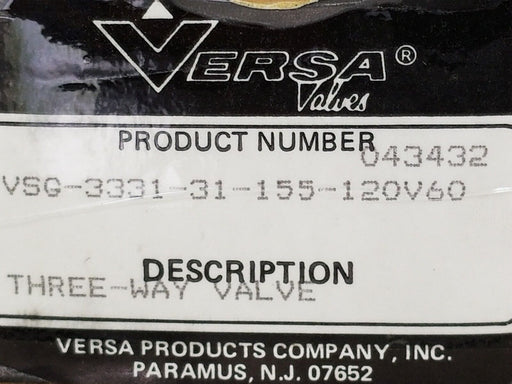 VERSA®
Valves
PRODUCT NUMBER
043432
VSG-3331-31-155-120V60
DESCRIPTION
THREE-WAY VALVE
VERSA PRODUCTS COMPANY, INC.
PARAMUS, N.J. 07652